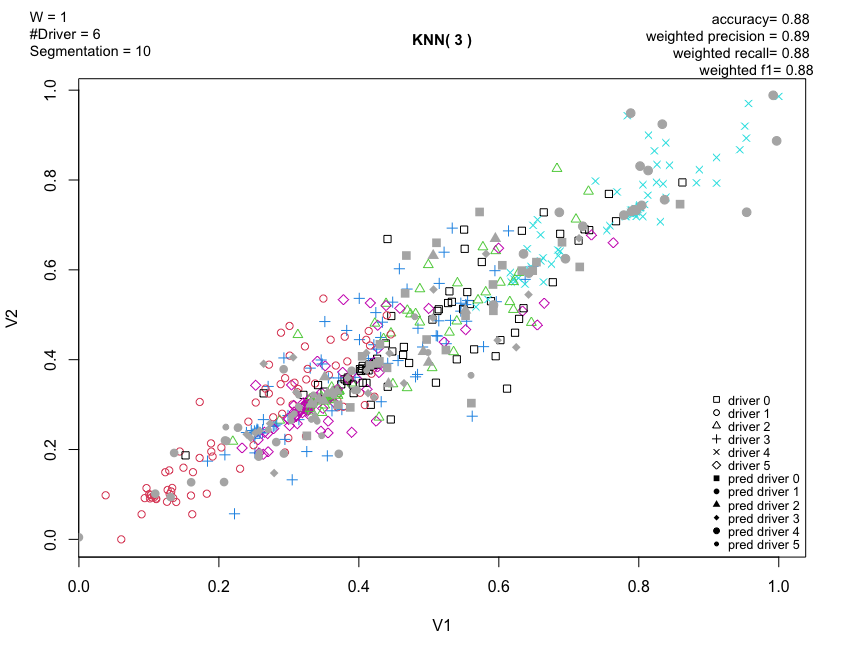 W = 1
#Driver = 6
Segmentation = 10
KNN( 3 )
accuracy= 0.88
weighted precision = 0.89
weighted recall= 0.88
weighted f1= 0.88
1.0
0.8
0.6
0.4
0.2
0.0
V2
driver 0
driver 1
driver 2
driver 3
driver 4
driver 5
pred driver 0
pred driver 1
pred driver 2
pred driver 3
pred driver 4
pred driver 5
0.0 0.2 0.4 0.6 0.8 1.0
V1